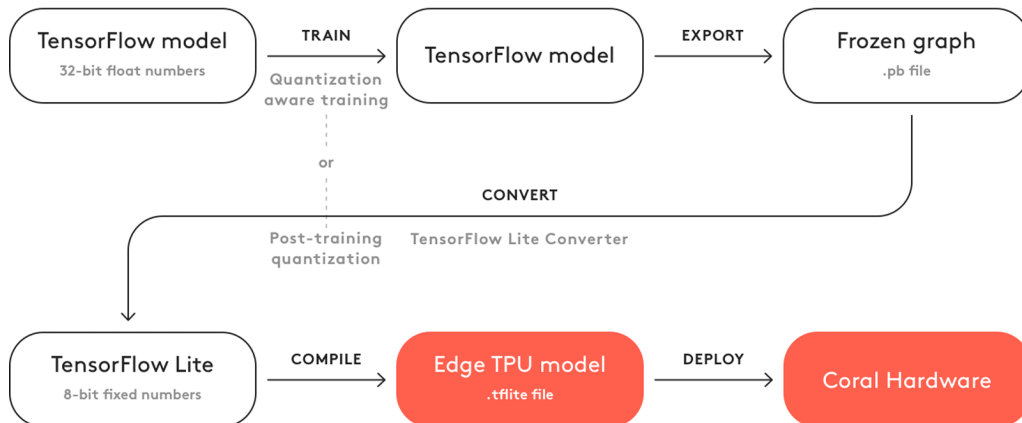 TensorFlow model
32-bit float numbers
TRAIN
Quantization
aware training
or
Post-training
quantization
TensorFlow model
EXPORT
Frozen graph
.pb file
CONVERT
TensorFlow Lite Converter
TensorFlow Lite
8-bit fixed numbers
COMPILE
Edge TPU model
.tflite file
DEPLOY
Coral Hardware